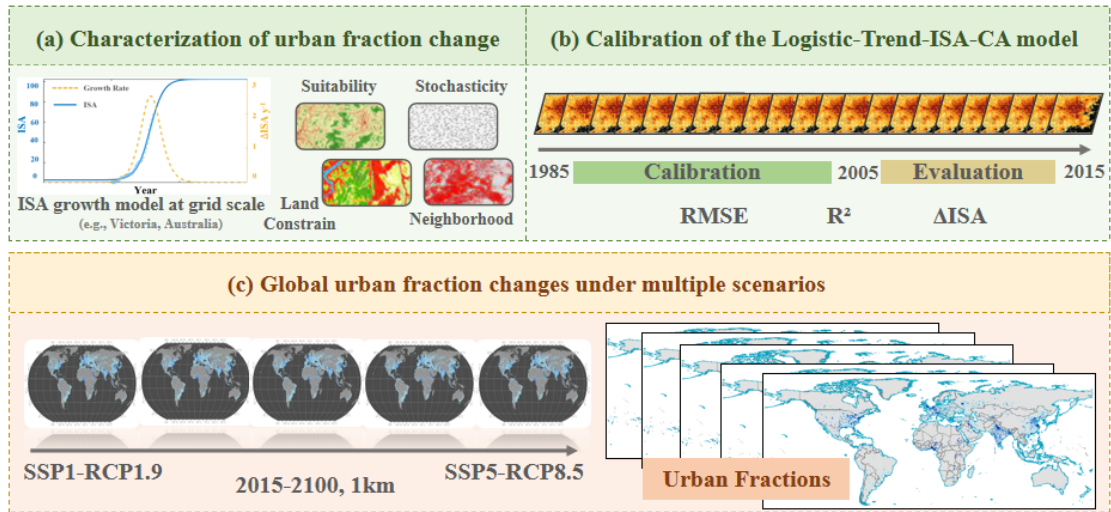 (a) Characterization of urban fraction change
100
80
60
40
20
0
ISA
Growth Rate
ISA
3
2
1
0
ΔISA y⁻¹
Year
ISA growth model at grid scale
(e.g., Victoria, Australia)
Suitability
Stochasticity
Land
Constrain
Neighborhood
(b) Calibration of the Logistic-Trend-ISA-CA model
1985
Calibration
2005
Evaluation
2015
RMSE
R²
ΔISA
(c) Global urban fraction changes under multiple scenarios
SSP1-RCP1.9
2015-2100, 1km
SSP5-RCP8.5
Urban Fractions